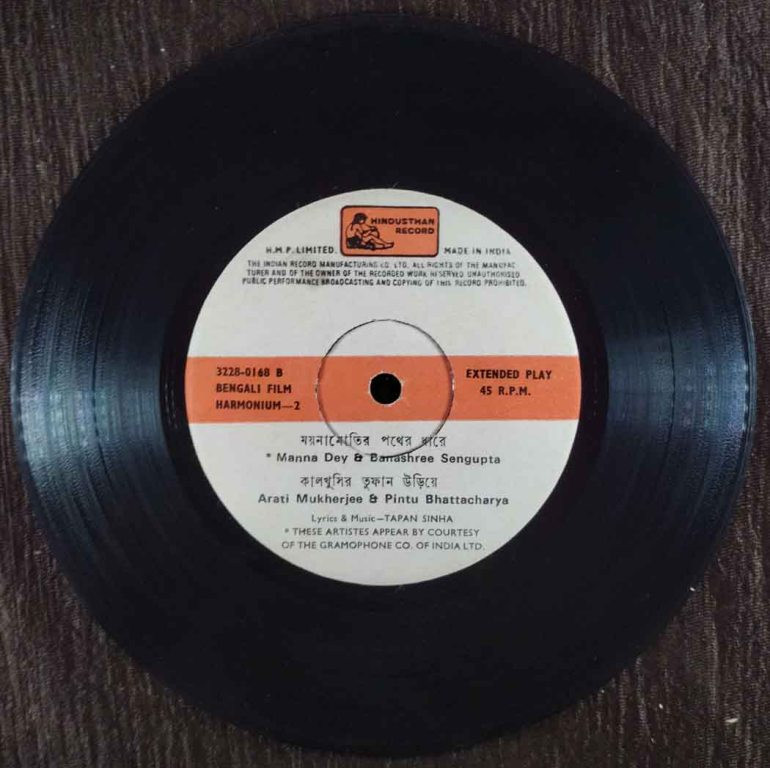 HINDUSTHAN
RECORD
H.M.P. LIMITED. MADE IN INDIA
THE INDIAN RECORD MANUFACTURING CO. LTD. ALL RIGHTS OF THE MANUFAC
TURER AND OF THE OWNER OF THE RECORDED WORK RESERVED UNAUTHORISED
PUBLIC PERFORMANCE BROADCASTING AND COPYING OF THIS RECORD PROHIBITED.
3228-0168 B EXTENDED PLAY
BENGALI FILM 45 R.P.M.
HARMONIUM—2
ময়নামোতির পথের ধারে
* Manna Dey & Banashree Sengupta
কালখুসির তুফান উড়িয়ে
Arati Mukherjee & Pintu Bhattacharya
Lyrics & Music—TAPAN SINHA
* THESE ARTISTES APPEAR BY COURTESY
OF THE GRAMOPHONE CO. OF INDIA LTD.